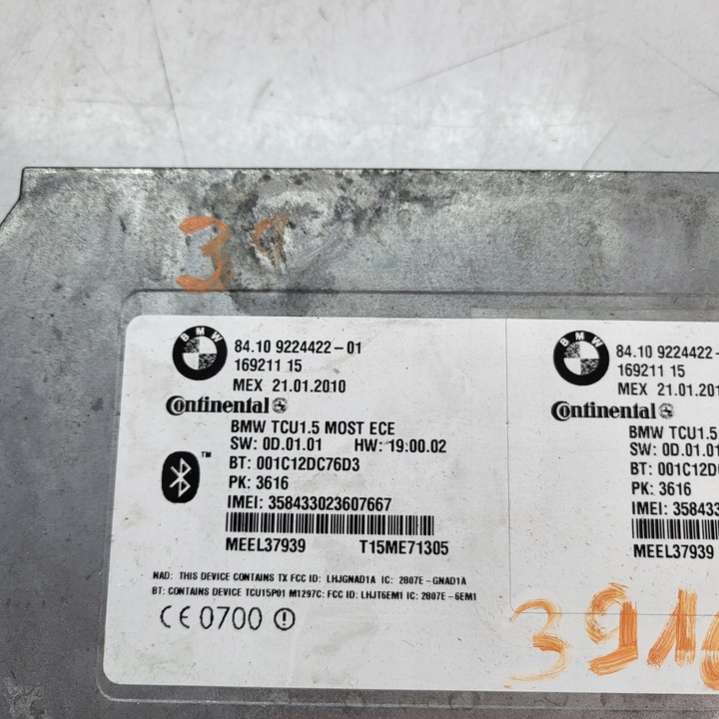 39
BMW
84.10 9224422-01
169211 15
MEX 21.01.2010
Continental
BMW TCU1.5 MOST ECE
SW: 0D.01.01 HW: 19.00.02
BT: 001C12DC76D3
PK: 3616
IMEI: 358433023607667
MEEL37939 T15ME71305
NAD: THIS DEVICE CONTAINS TX FCC ID: LHJGNAD1A IC: 2807E-GNAD1A
BT: CONTAINS DEVICE TCU15P01 M1297C: FCC ID: LHJT6EM1 IC: 2807E-6EM1
CE 0700
BMW
84.10 9224422-
169211 15
MEX 21.01.201
Continental
BMW TCU1.5
SW: 0D.01.01
BT: 001C12D
PK: 3616
IMEI: 358433
MEEL37939
3916